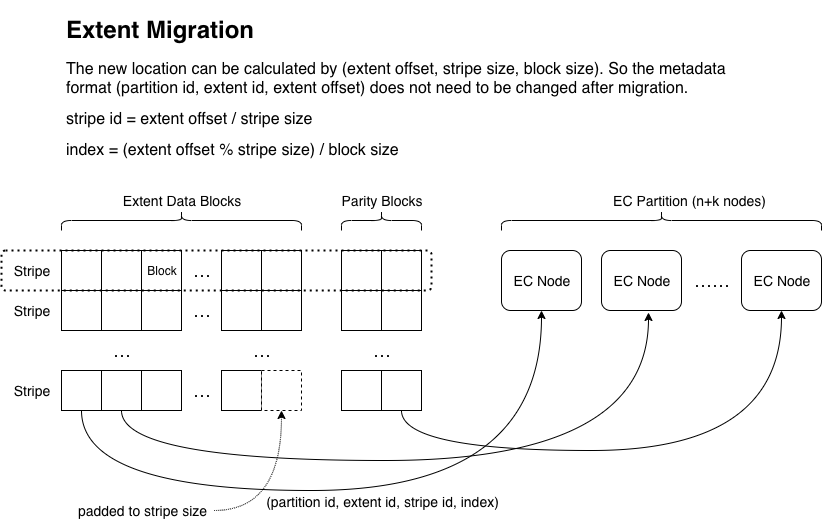 Extent Migration
The new location can be calculated by (extent offset, stripe size, block size). So the metadata
format (partition id, extent id, extent offset) does not need to be changed after migration.
stripe id = extent offset / stripe size
index = (extent offset % stripe size) / block size
Extent Data Blocks
Parity Blocks
EC Partition (n+k nodes)
Stripe
Block
...
EC Node
EC Node
......
EC Node
Stripe
...
...
...
...
Stripe
...
padded to stripe size
(partition id, extent id, stripe id, index)